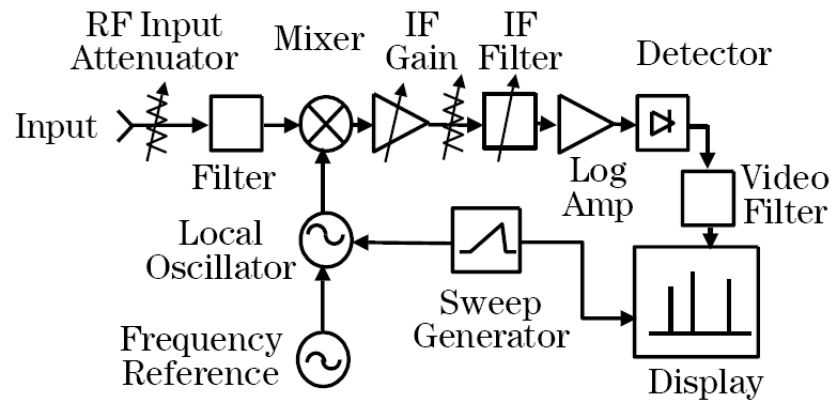 RF Input
Attenuator
Mixer
IF
Gain
IF
Filter
Detector
Input
Filter
Log
Amp
Video
Filter
Local
Oscillator
Sweep
Generator
Frequency
Reference
Display